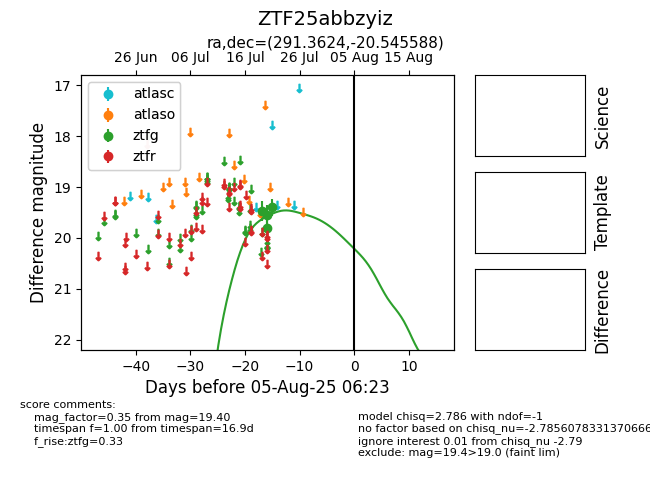 ZTF25abbzyiz
ra,dec=(291.3624,-20.545588)
26 Jun 06 Jul 16 Jul 26 Jul 05 Aug 15 Aug
17
18
19
20
21
22
Difference magnitude
atlasc
atlaso
ztfg
ztfr
−40 −30 −20 −10 0 10
Days before 05-Aug-25 06:23
Science
Template
Difference
score comments:
mag_factor=0.35 from mag=19.40
timespan f=1.00 from timespan=16.9d
f_rise:ztfg=0.33
model chisq=2.786 with ndof=-1
no factor based on chisq_nu=-2.7856078331370666
ignore interest 0.01 from chisq_nu -2.79
exclude: mag=19.4>19.0 (faint lim)